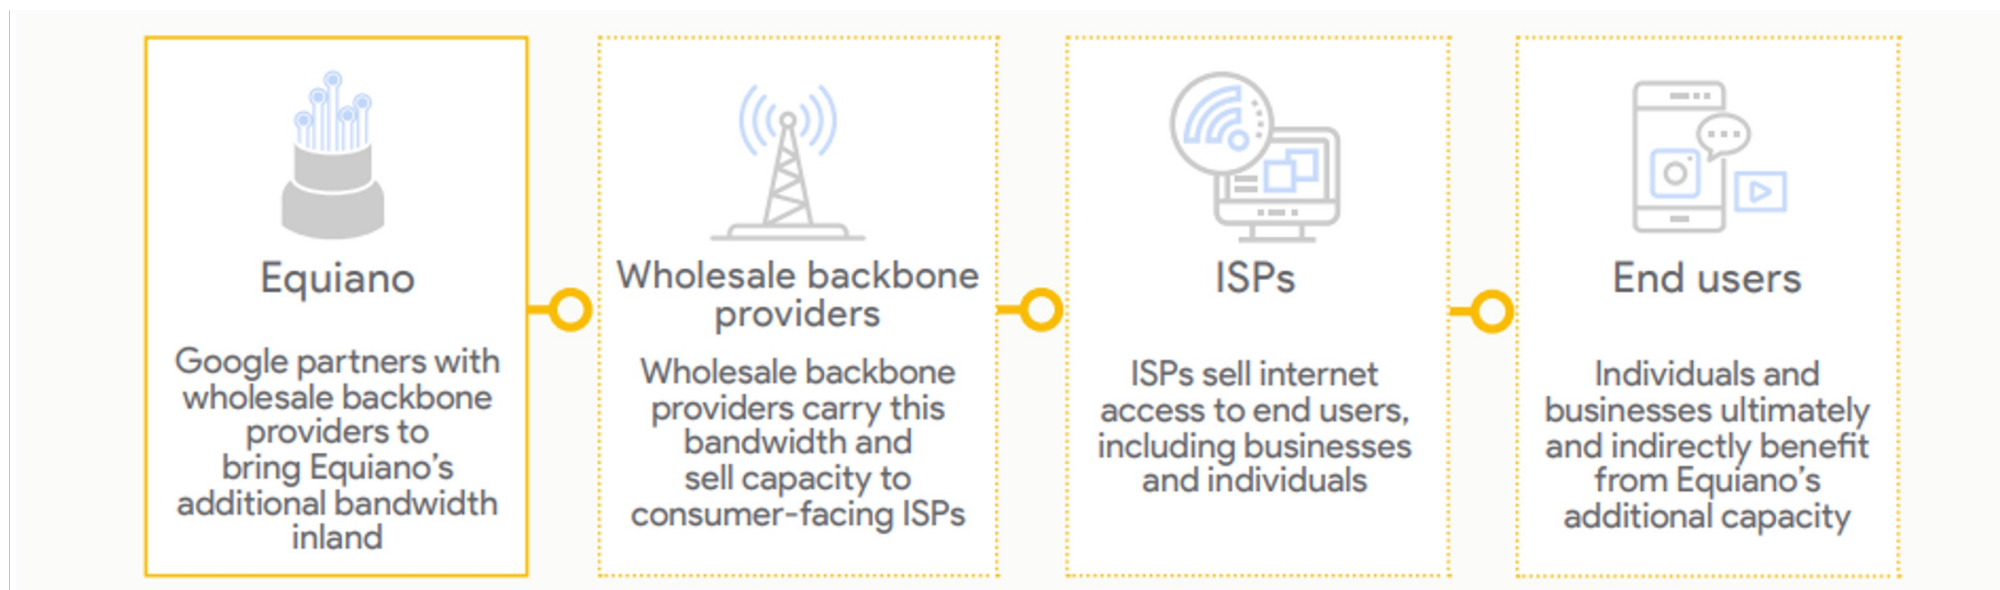 Equiano
Google partners with
wholesale backbone
providers to
bring Equiano's
additional bandwidth
inland
Wholesale backbone
providers
Wholesale backbone
providers carry this
bandwidth and
sell capacity to
consumer-facing ISPs
ISPs
ISPs sell internet
access to end users,
including businesses
and individuals
End users
Individuals and
businesses ultimately
and indirectly benefit
from Equiano's
additional capacity